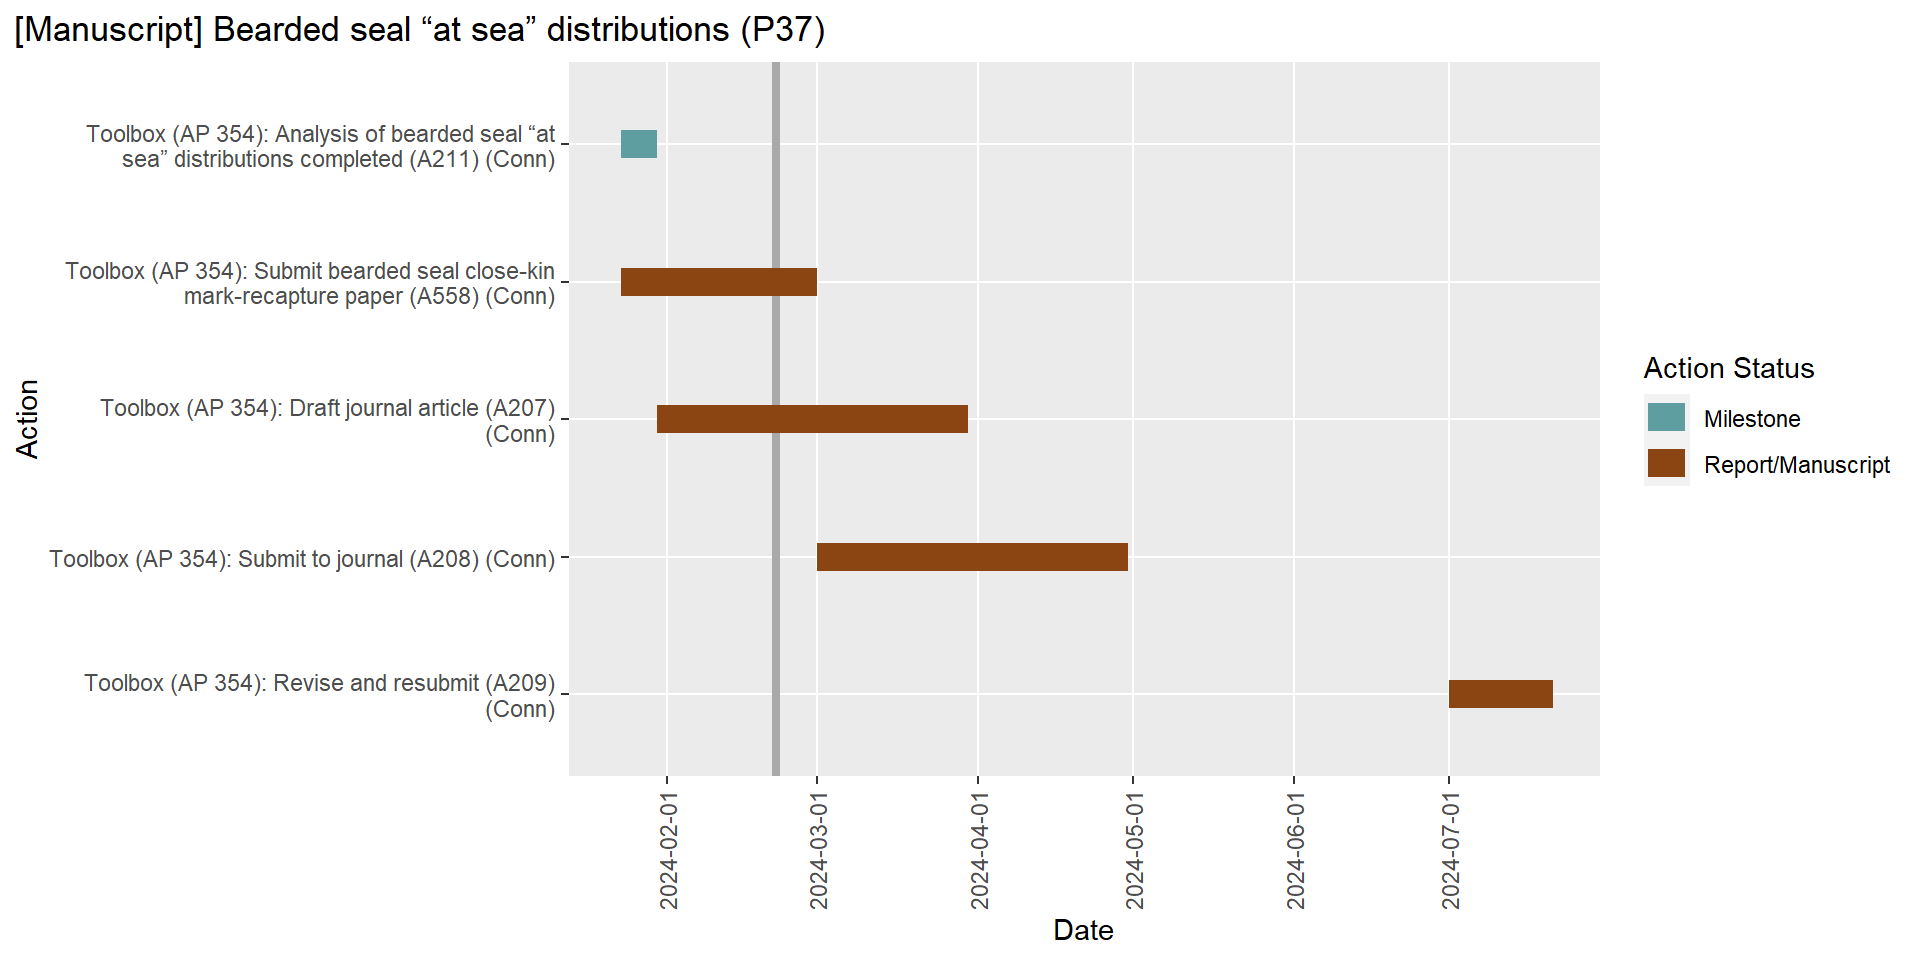 [Manuscript] Bearded seal “at sea” distributions (P37)
Toolbox (AP 354): Analysis of bearded seal “at
sea” distributions completed (A211) (Conn)
Toolbox (AP 354): Submit bearded seal close-kin
mark-recapture paper (A558) (Conn)
Toolbox (AP 354): Draft journal article (A207)
(Conn)
Toolbox (AP 354): Submit to journal (A208) (Conn)
Toolbox (AP 354): Revise and resubmit (A209)
(Conn)
Action
2024-02-01
2024-03-01
2024-04-01
2024-05-01
2024-06-01
2024-07-01
Date
Action Status
Milestone
Report/Manuscript